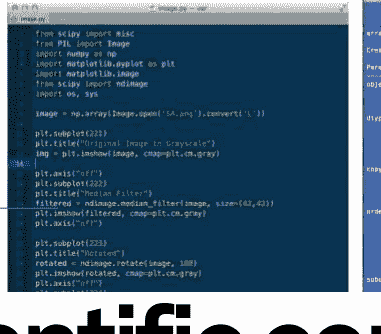 from scipy import misc
from PIL import Image
import numpy as np
import matplotlib.pyplot as plt
import matplotlib.image
from scipy import ndimage
import os, sys
image = np.array(Image.open('SA.png').convert('L'))
plt.subplot(221)
plt.title("Original Image in Grayscale")
img = plt.imshow(image, cmap=plt.cm.gray)
plt.axis("off")
plt.subplot(222)
plt.title("Median Filter")
filtered = ndimage.median_filter(image, size=(42,42))
plt.imshow(filtered, cmap=plt.cm.gray)
plt.axis("off")
plt.subplot(223)
plt.title("Rotated")
rotated = ndimage.rotate(image, 180)
plt.imshow(rotated, cmap=plt.cm.gray)
plt.axis("off")
entific co